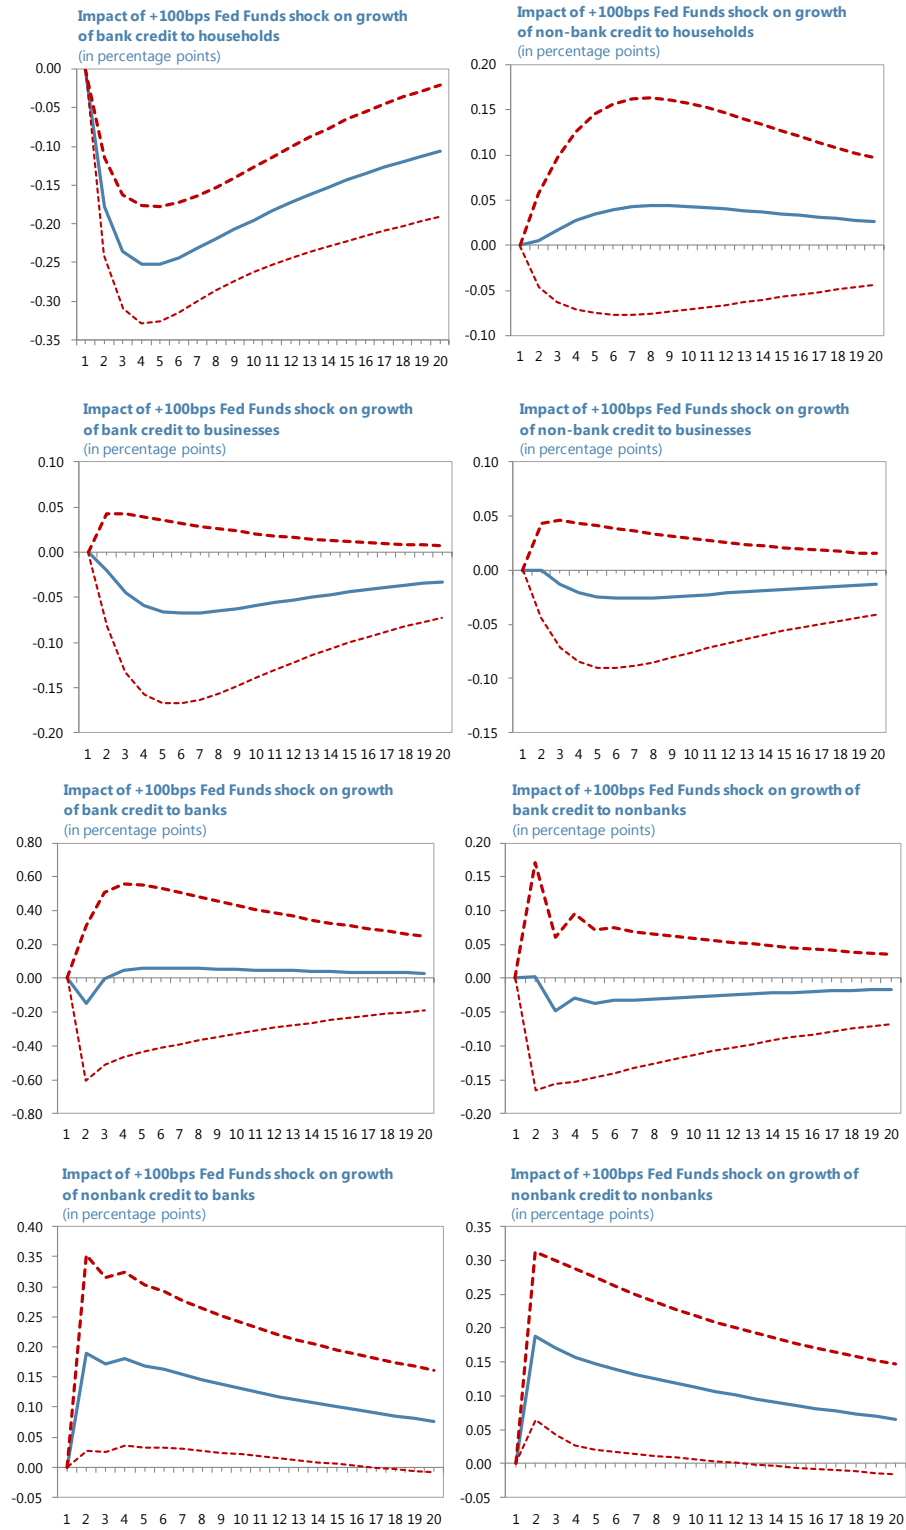 Impact of +100bps Fed Funds shock on growth
of bank credit to households
(in percentage points)
0.00
-0.05
-0.10
-0.15
-0.20
-0.25
-0.30
-0.35
1 2 3 4 5 6 7 8 9 10 11 12 13 14 15 16 17 18 19 20
Impact of +100bps Fed Funds shock on growth
of non-bank credit to households
(in percentage points)
0.20
0.15
0.10
0.05
0.00
-0.05
-0.10
1 2 3 4 5 6 7 8 9 10 11 12 13 14 15 16 17 18 19 20
Impact of +100bps Fed Funds shock on growth
of bank credit to businesses
(in percentage points)
0.10
0.05
0.00
-0.05
-0.10
-0.15
-0.20
1 2 3 4 5 6 7 8 9 10 11 12 13 14 15 16 17 18 19 20
Impact of +100bps Fed Funds shock on growth
of non-bank credit to businesses
(in percentage points)
0.10
0.05
0.00
-0.05
-0.10
-0.15
1 2 3 4 5 6 7 8 9 10 11 12 13 14 15 16 17 18 19 20
Impact of +100bps Fed Funds shock on growth
of bank credit to banks
(in percentage points)
0.80
0.60
0.40
0.20
0.00
-0.20
-0.40
-0.60
-0.80
1 2 3 4 5 6 7 8 9 10 11 12 13 14 15 16 17 18 19 20
Impact of +100bps Fed Funds shock on growth of
bank credit to nonbanks
(in percentage points)
0.20
0.15
0.10
0.05
0.00
-0.05
-0.10
-0.15
-0.20
1 2 3 4 5 6 7 8 9 10 11 12 13 14 15 16 17 18 19 20
Impact of +100bps Fed Funds shock on growth
of nonbank credit to banks
(in percentage points)
0.40
0.35
0.30
0.25
0.20
0.15
0.10
0.05
0.00
-0.05
1 2 3 4 5 6 7 8 9 10 11 12 13 14 15 16 17 18 19 20
Impact of +100bps Fed Funds shock on growth of
nonbank credit to nonbanks
(in percentage points)
0.35
0.30
0.25
0.20
0.15
0.10
0.05
0.00
-0.05
1 2 3 4 5 6 7 8 9 10 11 12 13 14 15 16 17 18 19 20